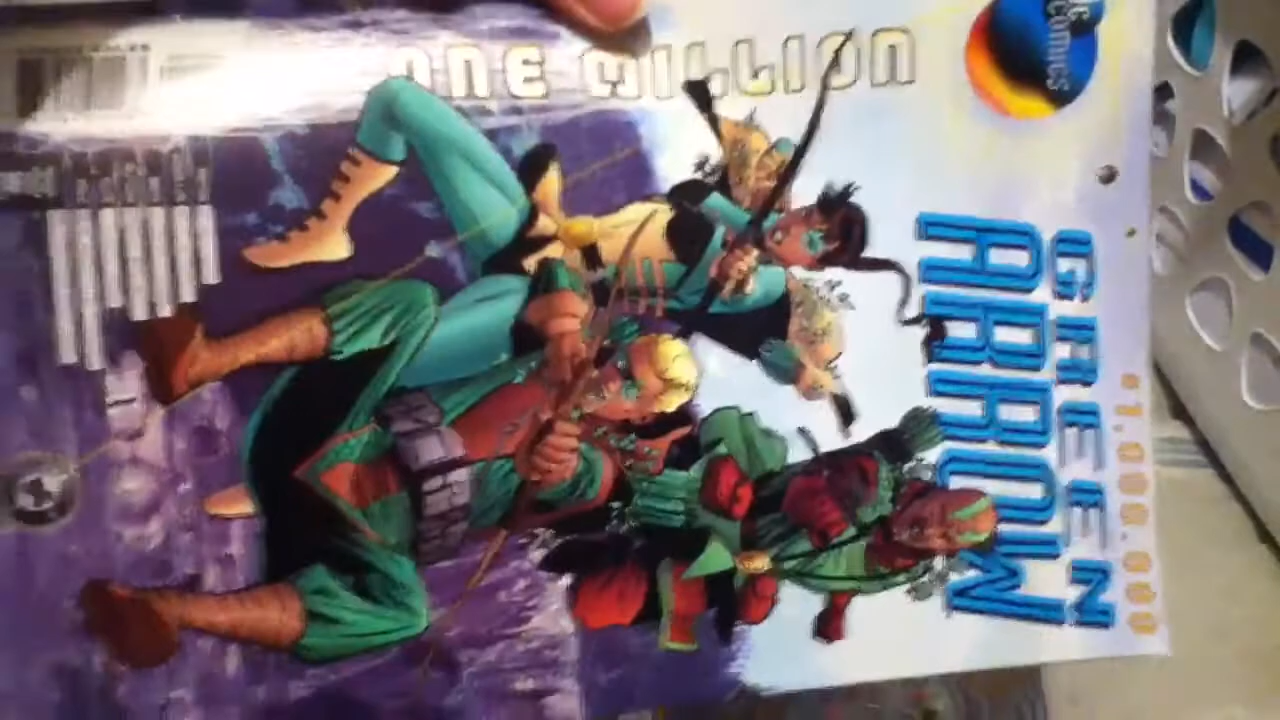 DC
COMICS
ONE MILLION
#1,000,000
GREEN
ARROW